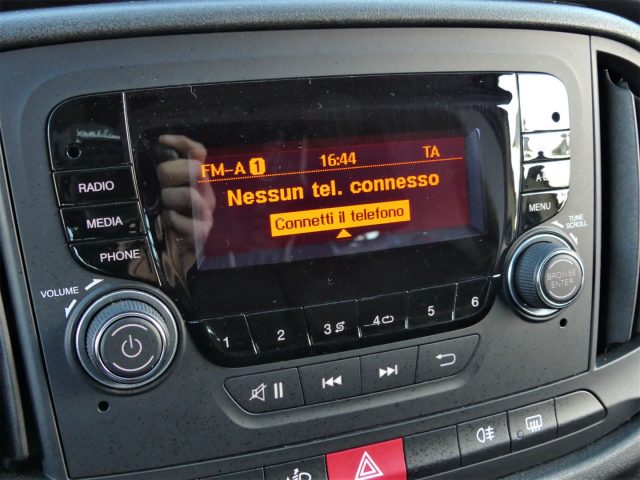 FM-A 1 16:44 TA
Nessun tel. connesso
Connetti il telefono
RADIO
MEDIA
PHONE
MENU
VOLUME
TUNE
SCROLL
BROWSE
ENTER
1 2 3 4 5 6